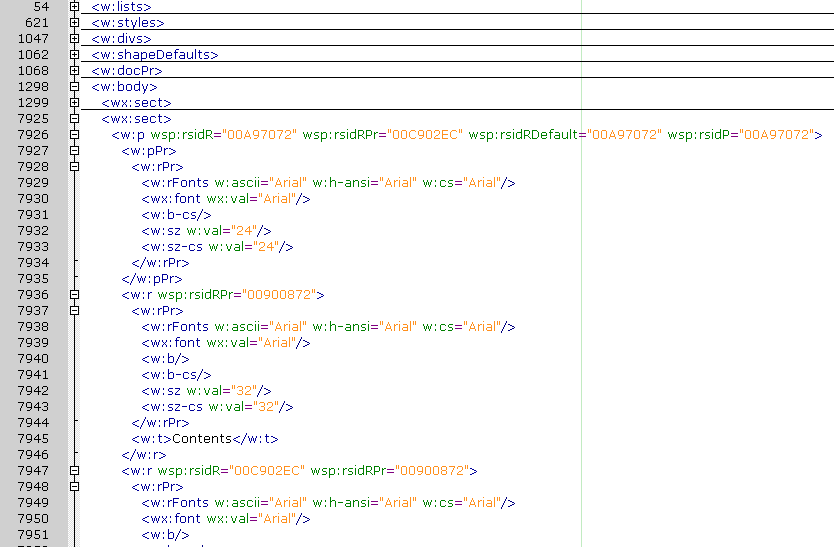 54 <w:lists>
621 <w:styles>
1047 <w:divs>
1062 <w:shapeDefaults>
1068 <w:docPr>
1298 <w:body>
1299 <wx:sect>
7925 <wx:sect>
7926 <w:p wsp:rsidR="00A97072" wsp:rsidRPr="00C902EC" wsp:rsidRDefault="00A97072" wsp:rsidP="00A97072">
7927 <w:pPr>
7928 <w:rPr>
7929 <w:rFonts w:ascii="Arial" w:h-ansi="Arial" w:cs="Arial"/>
7930 <wx:font wx:val="Arial"/>
7931 <w:b-cs/>
7932 <w:sz w:val="24"/>
7933 <w:sz-cs w:val="24"/>
7934 </w:rPr>
7935 </w:pPr>
7936 <w:r wsp:rsidRPr="00900872">
7937 <w:rPr>
7938 <w:rFonts w:ascii="Arial" w:h-ansi="Arial" w:cs="Arial"/>
7939 <wx:font wx:val="Arial"/>
7940 <w:b/>
7941 <w:b-cs/>
7942 <w:sz w:val="32"/>
7943 <w:sz-cs w:val="32"/>
7944 </w:rPr>
7945 <w:t>Contents</w:t>
7946 </w:r>
7947 <w:r wsp:rsidR="00C902EC" wsp:rsidRPr="00900872">
7948 <w:rPr>
7949 <w:rFonts w:ascii="Arial" w:h-ansi="Arial" w:cs="Arial"/>
7950 <wx:font wx:val="Arial"/>
7951 <w:b/>